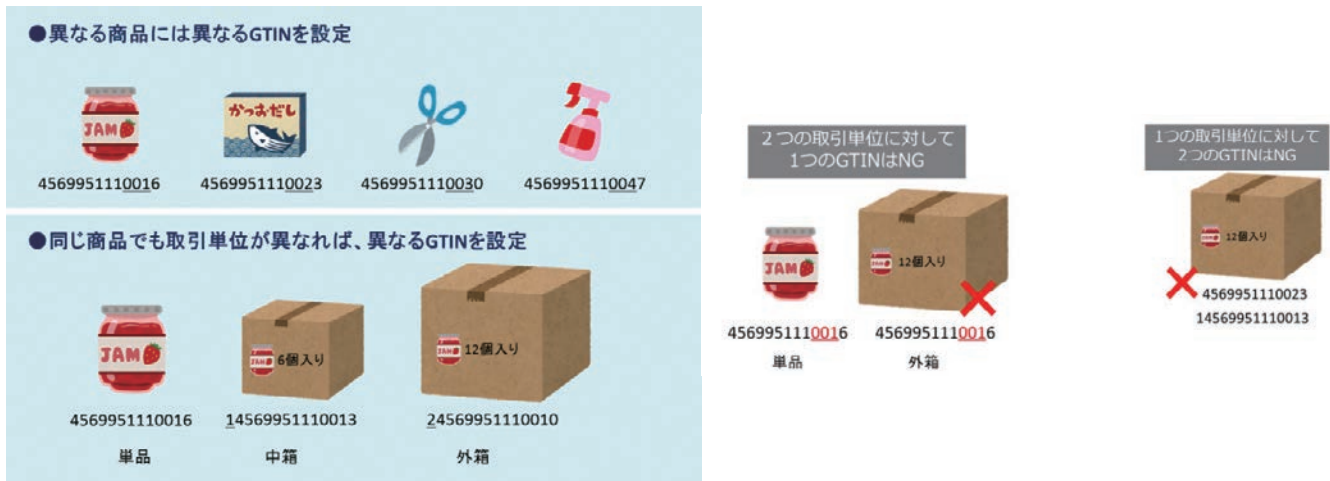 ●異なる商品には異なるGTINを設定
JAM
かつおだし
4569951110016
4569951110023
4569951110030
4569951110047
●同じ商品でも取引単位が異なれば、異なるGTINを設定
JAM
JAM
6個入り
JAM
12個入り
4569951110016
14569951110013
24569951110010
単品
中箱
外箱
2つの取引単位に対して
1つのGTINはNG
JAM
JAM
12個入り
4569951110016
4569951110016
単品
外箱
1つの取引単位に対して
2つのGTINはNG
JAM
12個入り
4569951110023
14569951110013